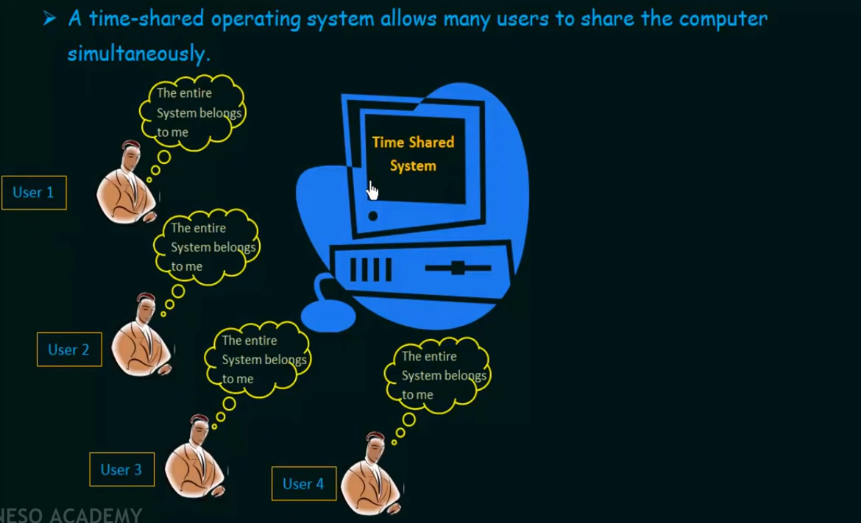 ➢ A time-shared operating system allows many users to share the computer
simultaneously.
The entire
System belongs
to me
User 1
Time Shared
System
The entire
System belongs
to me
User 2
The entire
System belongs
to me
User 3
The entire
System belongs
to me
User 4
NESO ACADEMY